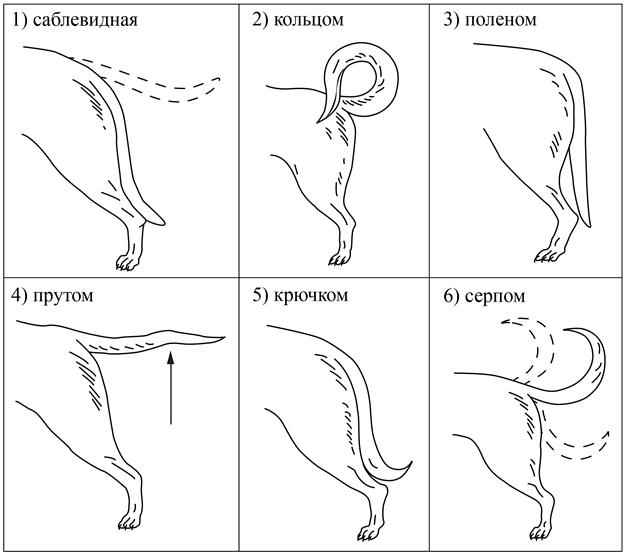 1) саблевидная
2) кольцом
3) поленом
4) прутом
5) крючком
6) серпом